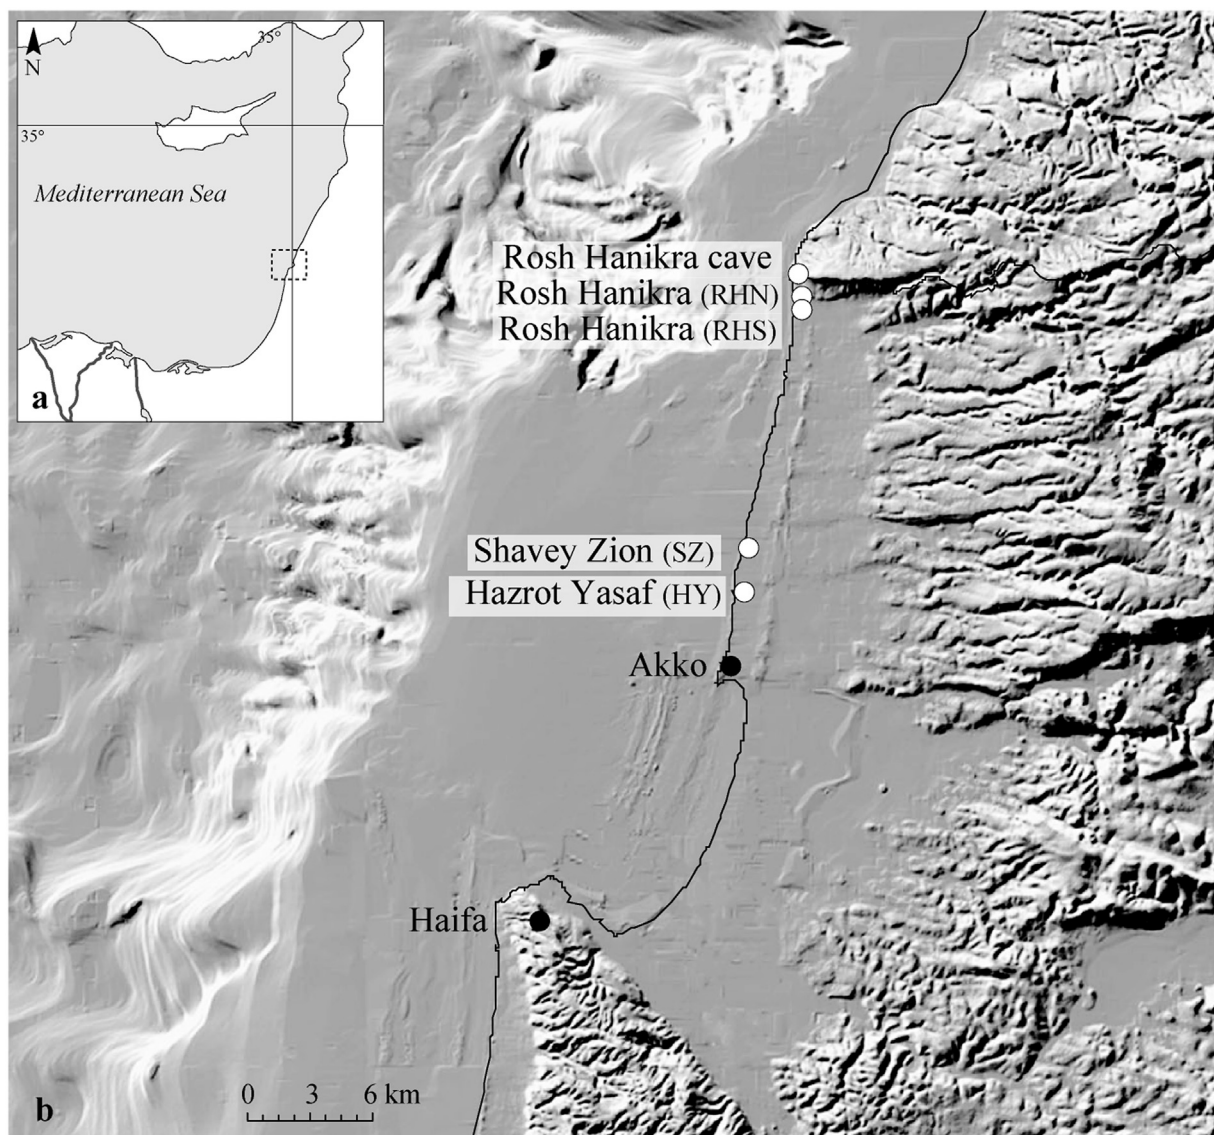 35°
N
35°
Mediterranean Sea
a
Rosh Hanikra cave
Rosh Hanikra (RHN)
Rosh Hanikra (RHS)
Shavey Zion (SZ)
Hazrot Yasaf (HY)
Akko
Haifa
0 3 6 km
b